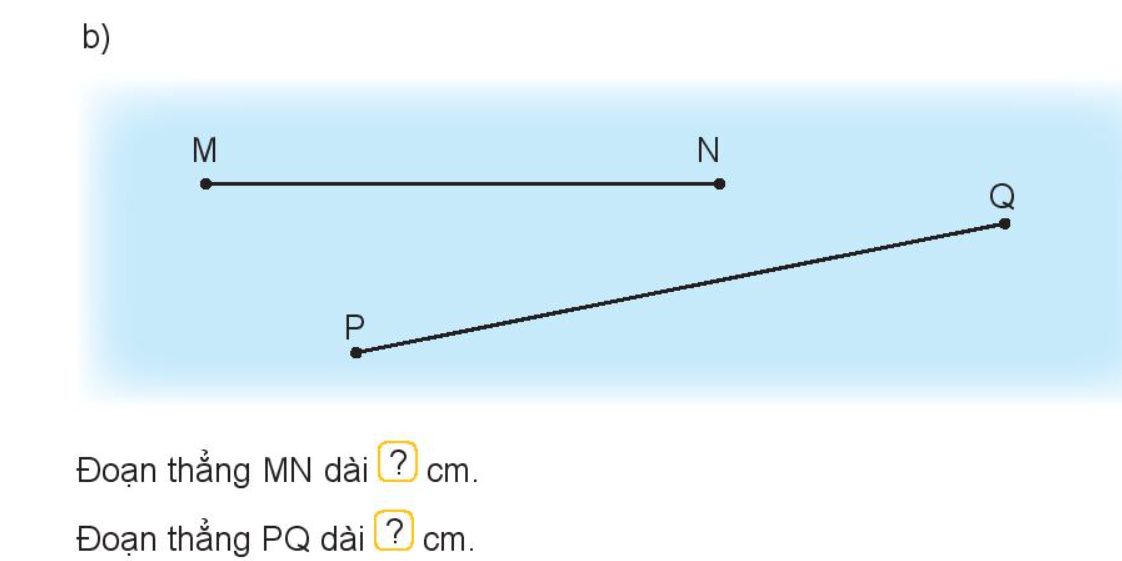 b)
M
N
Q
P
Đoạn thẳng MN dài ? cm.
Đoạn thẳng PQ dài ? cm.